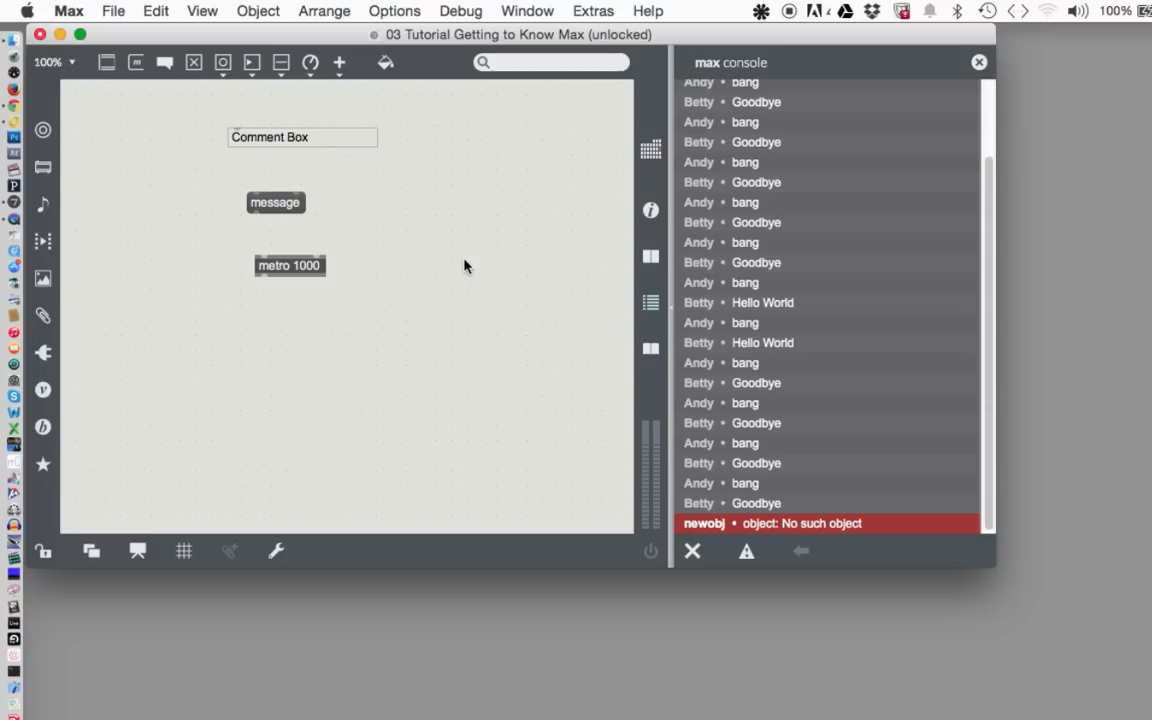 Max File Edit View Object Arrange Options Debug Window Extras Help 4 100%
03 Tutorial Getting to Know Max (unlocked)
100%
max console
Comment Box
message
metro 1000
Andy • bang
Betty • Goodbye
Andy • bang
Betty • Goodbye
Andy • bang
Betty • Goodbye
Andy • bang
Betty • Goodbye
Andy • bang
Betty • Goodbye
Andy • bang
Betty • Hello World
Andy • bang
Betty • Hello World
Andy • bang
Betty • Goodbye
Andy • bang
Betty • Goodbye
Andy • bang
Betty • Goodbye
Andy • bang
Betty • Goodbye
newobj • object: No such object